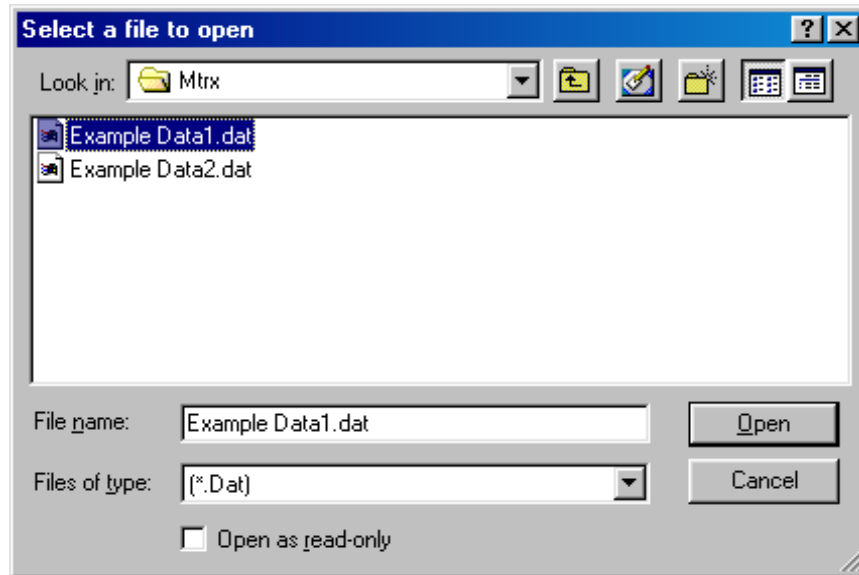 Select a file to open
Look in: Mtrx
Example Data1.dat
Example Data2.dat
File name: Example Data1.dat Open
Files of type: (*.Dat) Cancel
Open as read-only